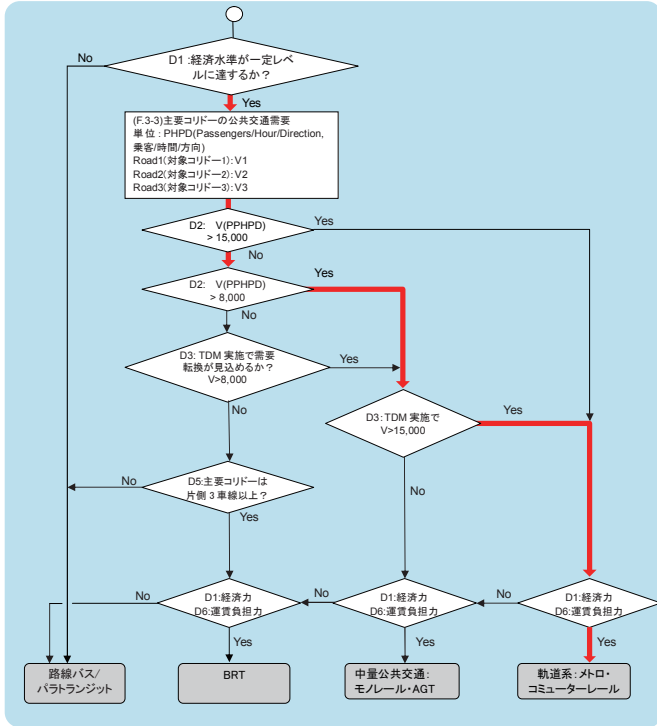 No
D1:経済水準が一定レベ
ルに達するか?
Yes
(F.3-3)主要コリドーの公共交通需要
単位:PHPD(Passengers/Hour/Direction,
乗客/時間/方向)
Road1(対象コリドー1):V1
Road2(対象コリドー2):V2
Road3(対象コリドー3):V3
D2: V(PPHPD)
> 15,000
Yes
No
D2: V(PPHPD)
> 8,000
Yes
No
D3: TDM 実施で需要
転換が見込めるか?
V>8,000
Yes
No
D3:TDM 実施で
V>15,000
Yes
No
D5:主要コリドーは
片側 3 車線以上?
No
Yes
D1:経済力
D6:運賃負担力
No
Yes
D1:経済力
D6:運賃負担力
No
Yes
D1:経済力
D6:運賃負担力
No
Yes
路線バス/
パラトランジット
BRT
中量公共交通:
モノレール・AGT
軌道系:メトロ・
コミューターレール